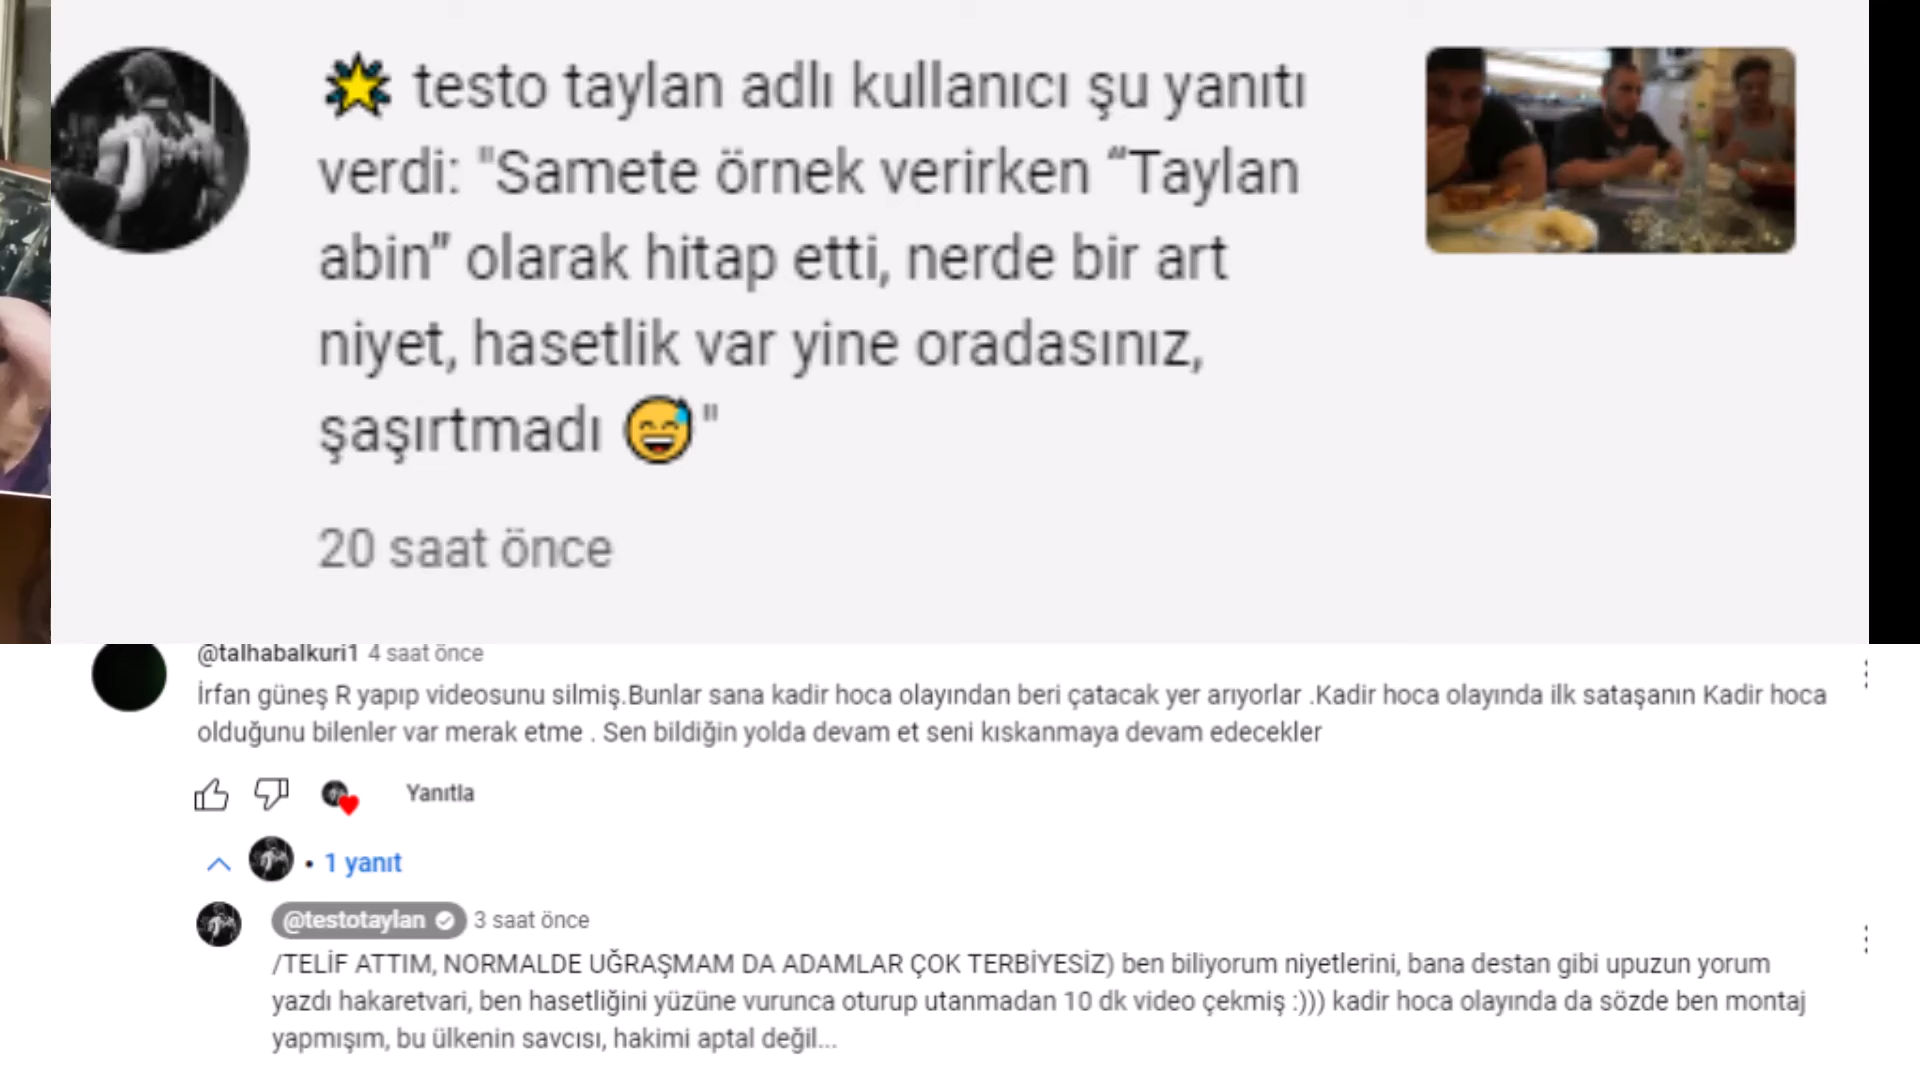 🌟 testo taylan adlı kullanıcı şu yanıtı
verdi: "Samete örnek verirken “Taylan
abin” olarak hitap etti, nerde bir art
niyet, hasetlik var yine oradasınız,
şaşırtmadı 😅"
20 saat önce
@talhabalkuri1 4 saat önce
İrfan güneş R yapıp videosunu silmiş.Bunlar sana kadir hoca olayından beri çatacak yer arıyorlar .Kadir hoca olayında ilk sataşanın Kadir hoca
olduğunu bilenler var merak etme . Sen bildiğin yolda devam et seni kıskanmaya devam edecekler
Yanıtla
• 1 yanıt
@testotaylan 3 saat önce
/TELİF ATTIM, NORMALDE UĞRAŞMAM DA ADAMLAR ÇOK TERBİYESİZ) ben biliyorum niyetlerini, bana destan gibi upuzun yorum
yazdı hakaretvari, ben hasetliğini yüzüne vurunca oturup utanmadan 10 dk video çekmiş :))) kadir hoca olayında da sözde ben montaj
yapmışım, bu ülkenin savcısı, hakimi aptal değil...